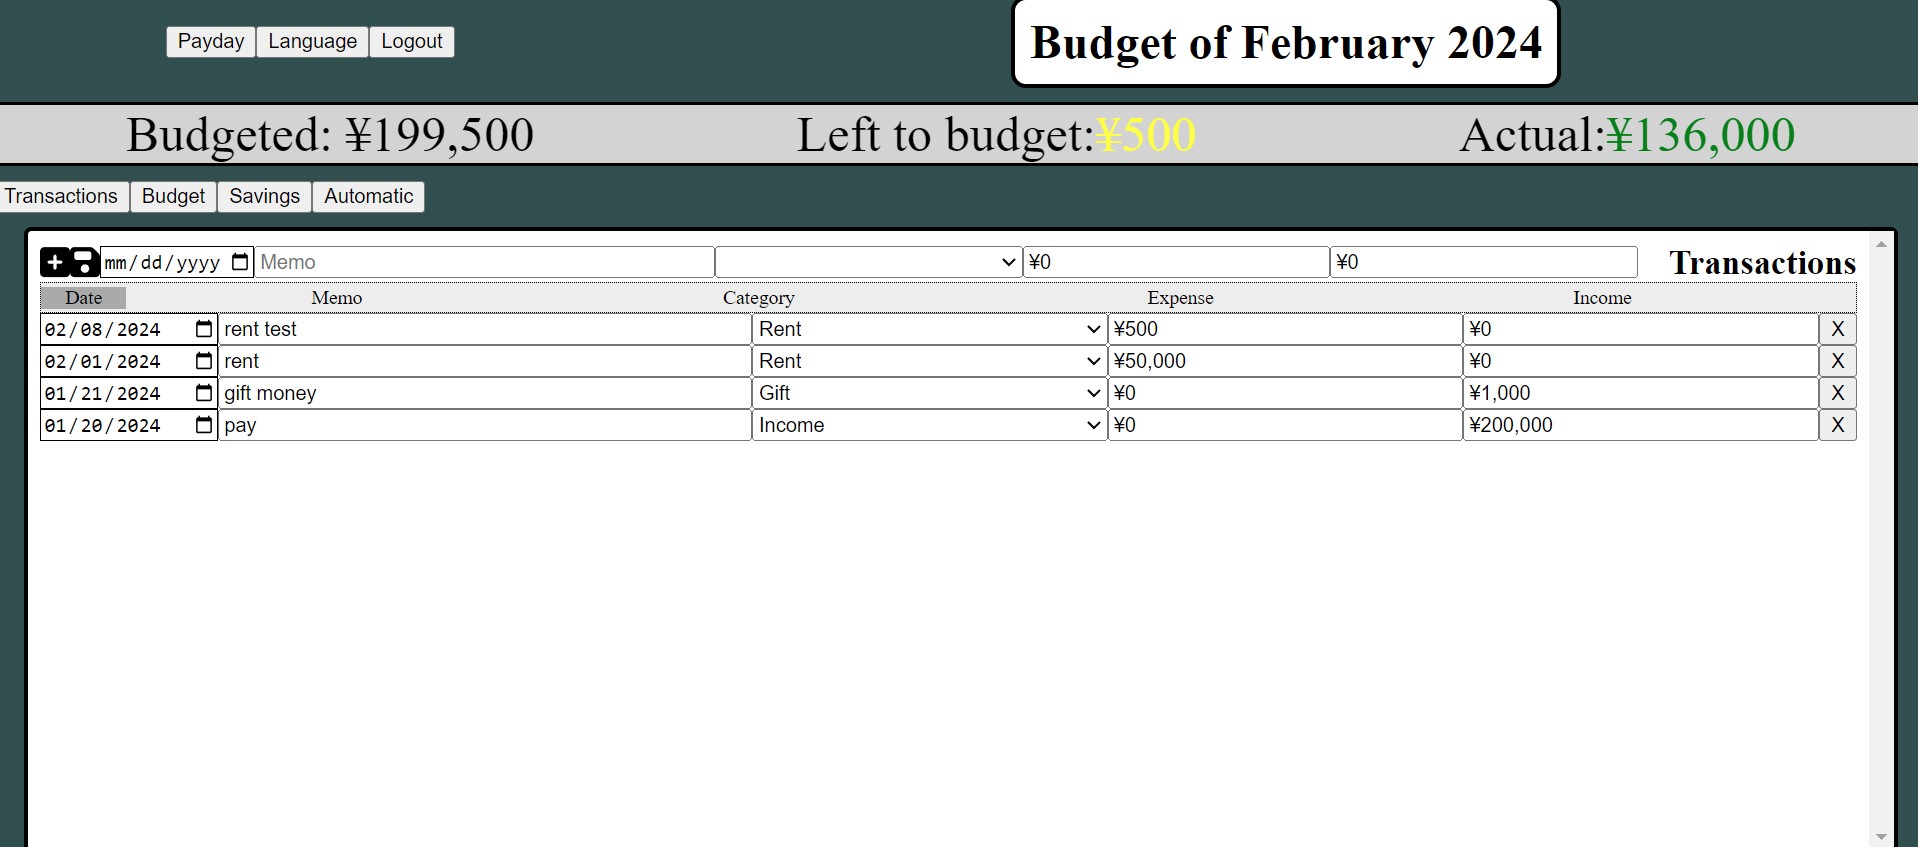 Payday Language Logout
Budget of February 2024
Budgeted: ¥199,500 Left to budget:¥500 Actual:¥136,000
Transactions Budget Savings Automatic
mm/dd/yyyy Memo ¥0 ¥0 Transactions
Date Memo Category Expense Income
02/08/2024 rent test Rent ¥500 ¥0 X
02/01/2024 rent Rent ¥50,000 ¥0 X
01/21/2024 gift money Gift ¥0 ¥1,000 X
01/20/2024 pay Income ¥0 ¥200,000 X